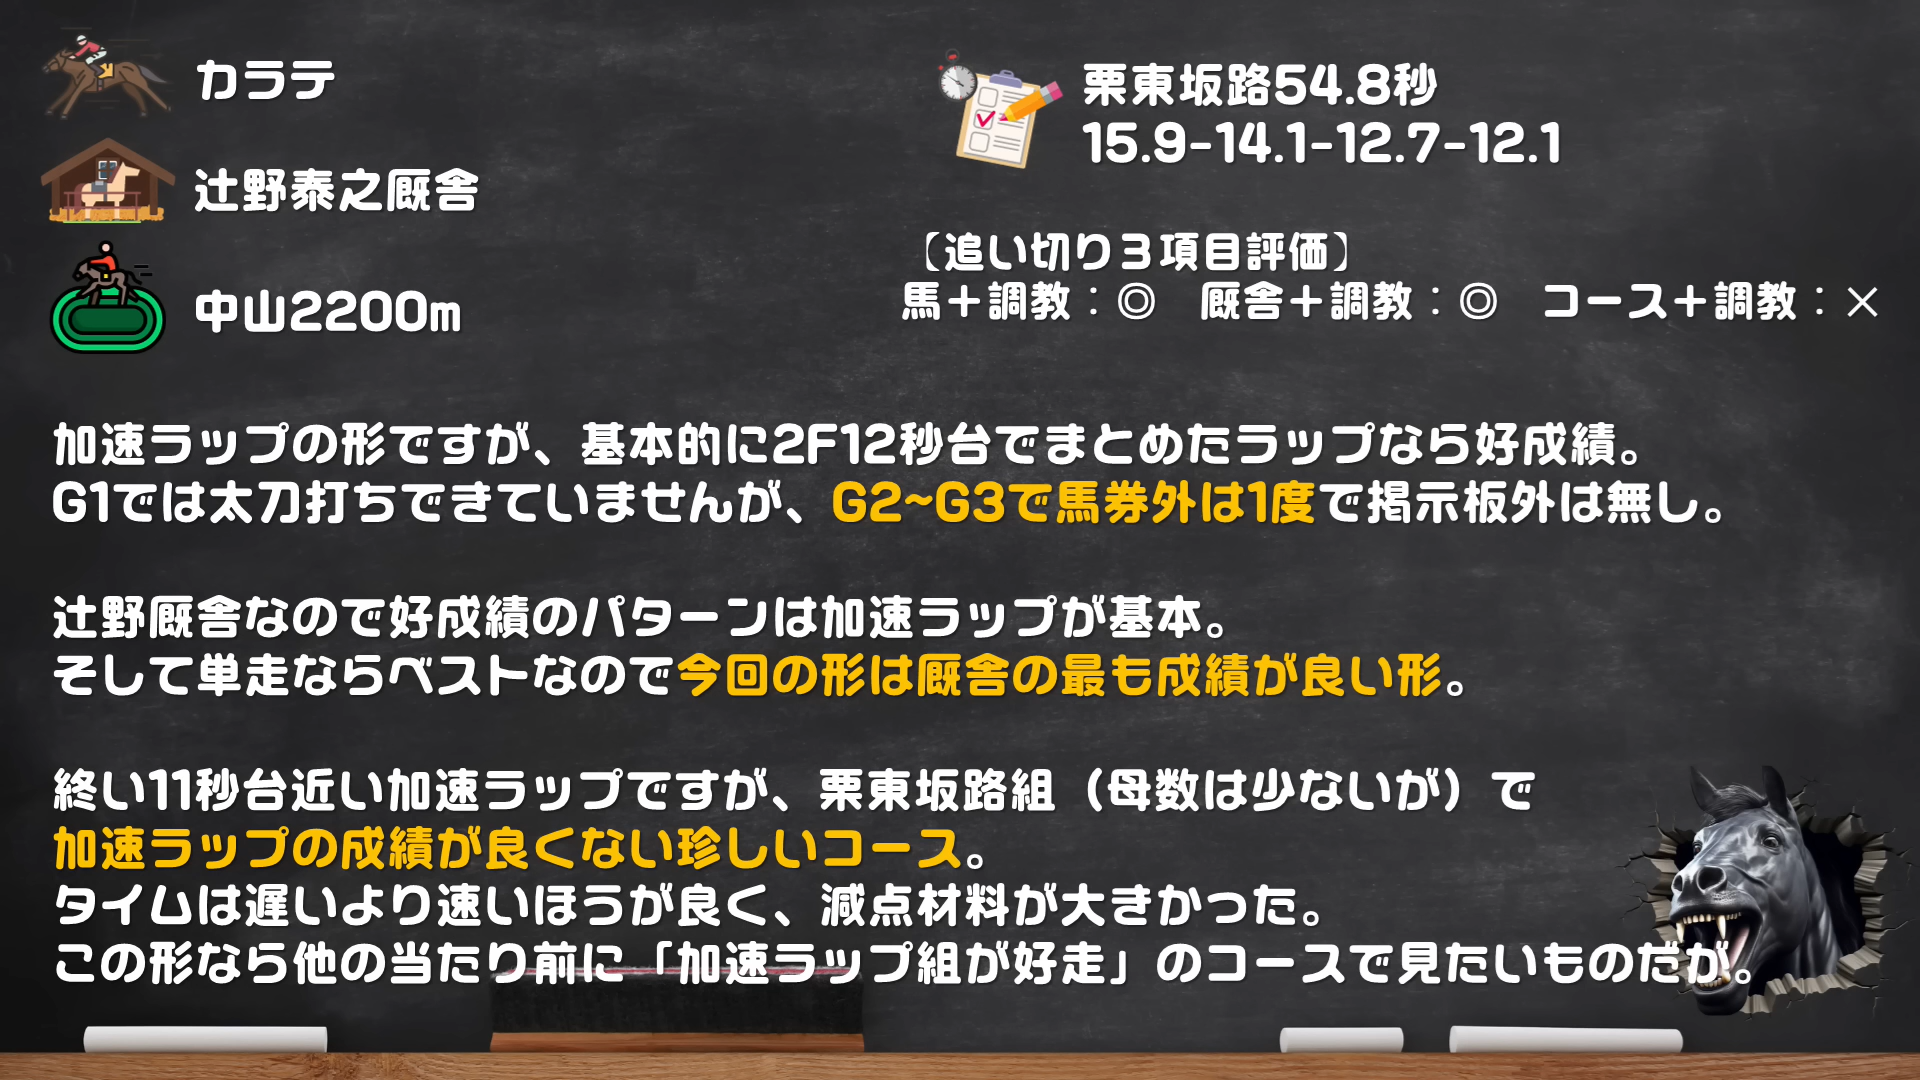 カラテ
辻野泰之厩舎
中山2200m
栗東坂路54.8秒
15.9-14.1-12.7-12.1
【追い切り３項目評価】
馬＋調教：◎　厩舎＋調教：◎　コース＋調教：×
加速ラップの形ですが、基本的に2F12秒台でまとめたラップなら好成績。
G1では太刀打ちできていませんが、G2~G3で馬券外は1度で掲示板外は無し。
辻野厩舎なので好成績のパターンは加速ラップが基本。
そして単走ならベストなので今回の形は厩舎の最も成績が良い形。
終い11秒台近い加速ラップですが、栗東坂路組（母数は少ないが）で
加速ラップの成績が良くない珍しいコース。
タイムは遅いより速いほうが良く、減点材料が大きかった。
この形なら他の当たり前に「加速ラップ組が好走」のコースで見たいものだが。